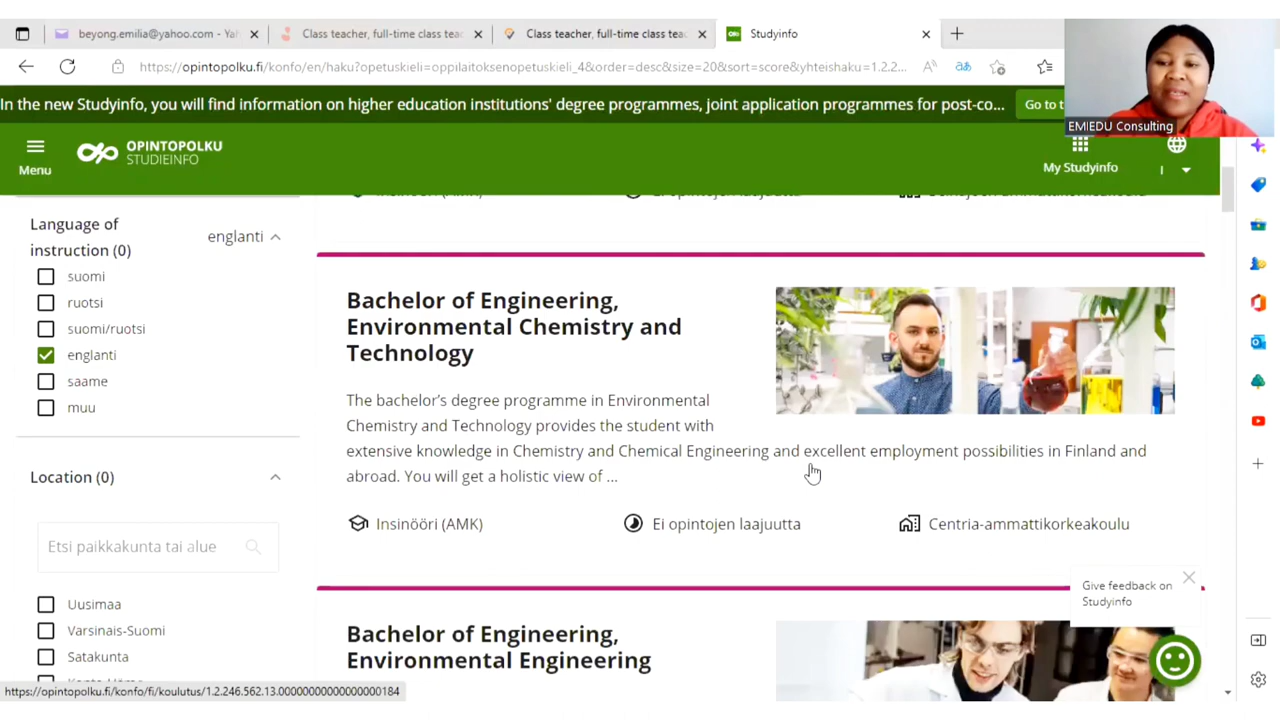 beyong.emilia@yahoo.com - Ya
Class teacher, full-time class tea
Class teacher, full-time class teac
Studyinfo
https://opintopolku.fi/konfo/en/haku?opetuskieli=oppilaitoksenopetuskieli_4&order=desc&size=20&sort=score&yhteishaku=1.2.2...
In the new Studyinfo, you will find information on higher education institutions' degree programmes, joint application programmes for post-co...
Go to t
EMIEDU Consulting
Menu
OPINTOPOLKU
STUDIEINFO
My Studyinfo
Language of
instruction (0)
englanti
suomi
ruotsi
suomi/ruotsi
englanti
saame
muu
Location (0)
Etsi paikkakunta tai alue
Uusimaa
Varsinais-Suomi
Satakunta
Insinööri (AMK)
Ei opintojen laajuutta
Bachelor of Engineering,
Environmental Chemistry and
Technology
The bachelor's degree programme in Environmental
Chemistry and Technology provides the student with
extensive knowledge in Chemistry and Chemical Engineering and excellent employment possibilities in Finland and
abroad. You will get a holistic view of ...
Insinööri (AMK)
Ei opintojen laajuutta
Centria-ammattikorkeakoulu
Bachelor of Engineering,
Environmental Engineering
Give feedback on
Studyinfo
https://opintopolku.fi/konfo/fi/koulutus/1.2.246.562.13.00000000000000000184